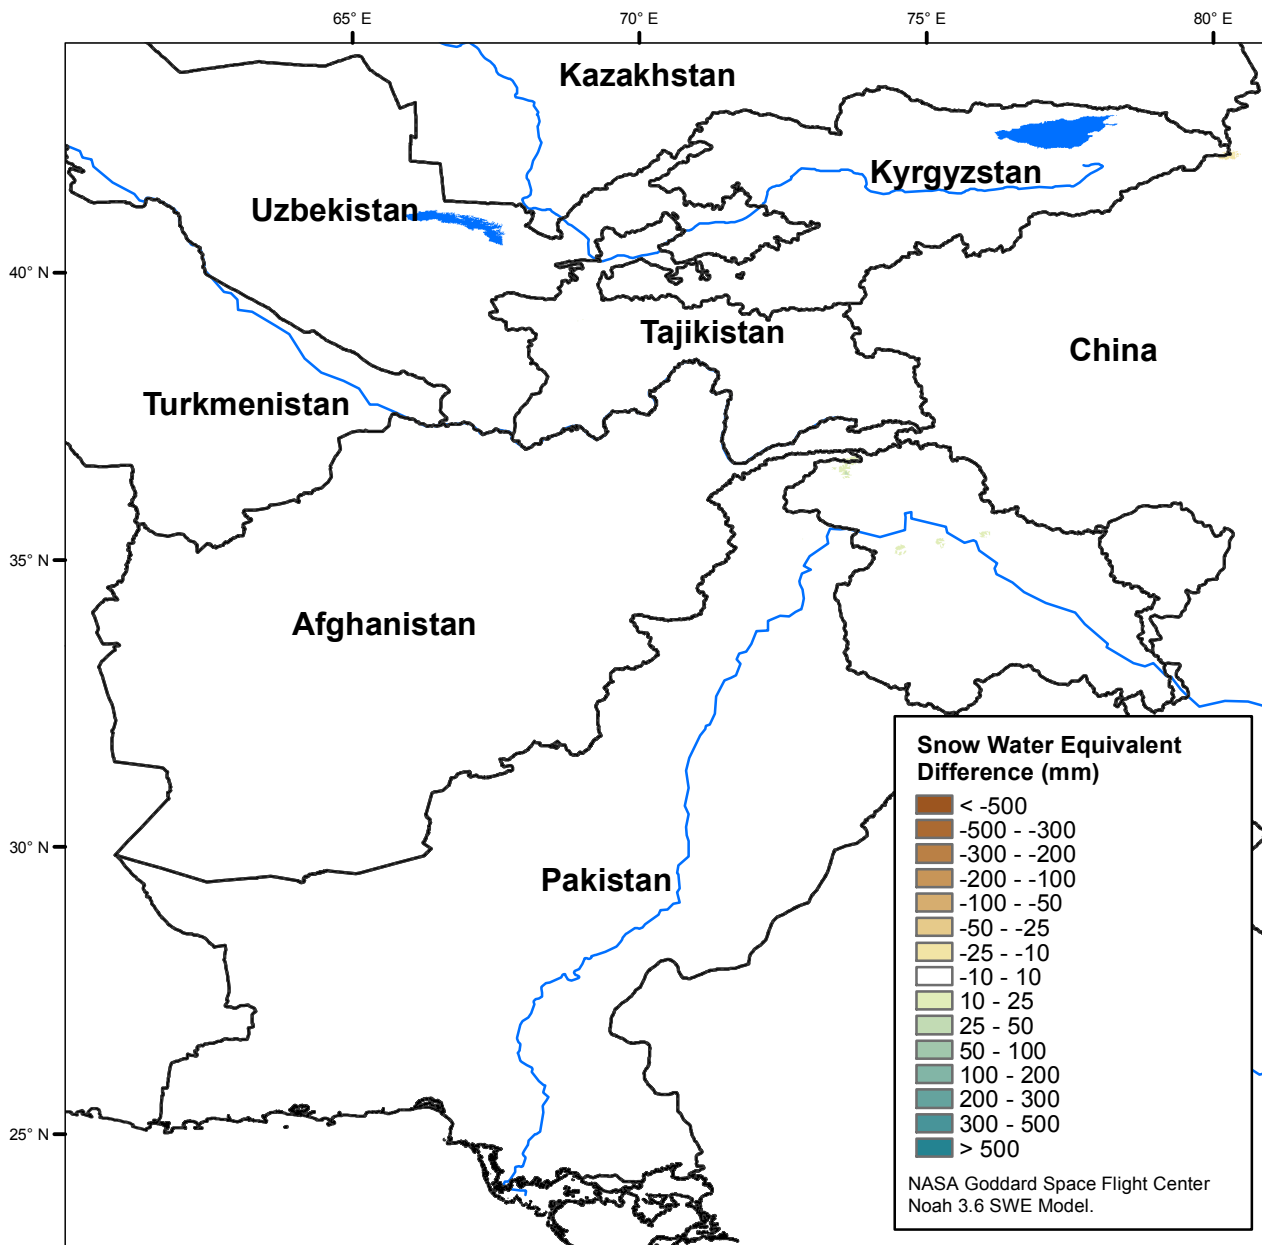 65° E
70° E
75° E
80° E
Kazakhstan
Kyrgyzstan
Uzbekistan
40° N
Tajikistan
China
Turkmenistan
35° N
Afghanistan
30° N
Pakistan
25° N
Snow Water Equivalent
Difference (mm)
< -500
-500 - -300
-300 - -200
-200 - -100
-100 - -50
-50 - -25
-25 - -10
-10 - 10
10 - 25
25 - 50
50 - 100
100 - 200
200 - 300
300 - 500
> 500
NASA Goddard Space Flight Center
Noah 3.6 SWE Model.